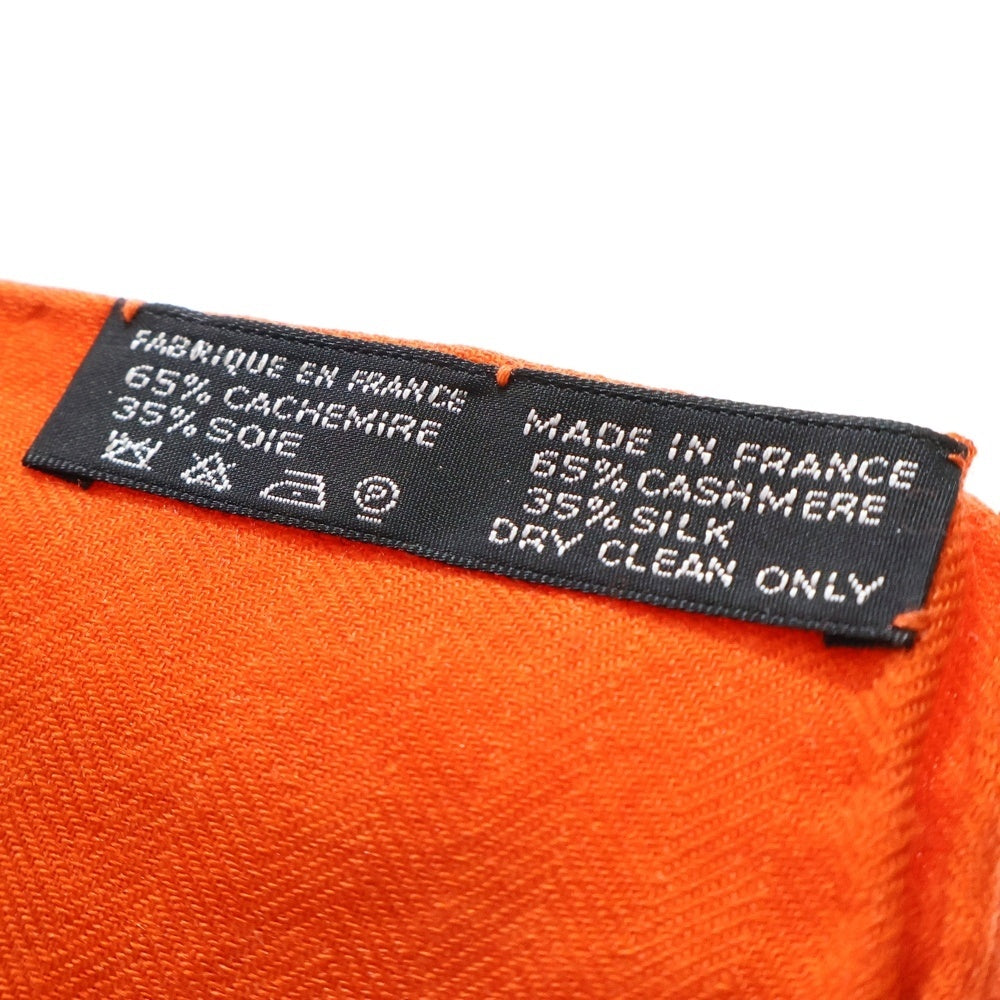 FABRIQUE EN FRANCE
65% CACHEMIRE
35% SOIE
P
MADE IN FRANCE
65% CASHMERE
35% SILK
DRY CLEAN ONLY